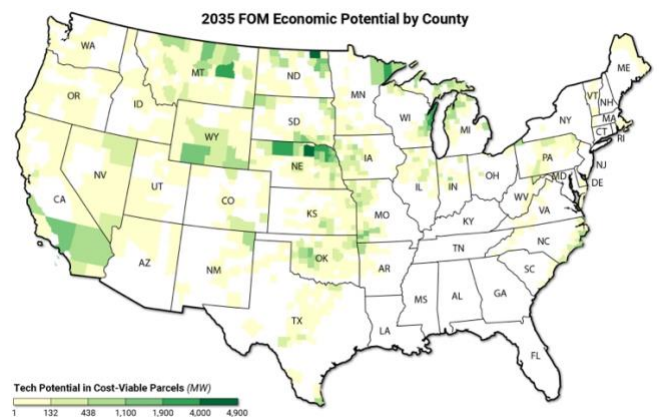 2035 FOM Economic Potential by County
WA
MT
ND
MN
ME
OR
ID
SD
WI
MI
NY
VT
NH
MA
CT
RI
WY
IA
PA
NJ
NV
NE
IL
IN
OH
MD
DE
UT
CO
WV
VA
CA
KS
MO
KY
NC
AZ
NM
OK
AR
TN
SC
MS
AL
GA
TX
LA
FL
Tech Potential in Cost-Viable Parcels (MW)
1 132 438 1,100 1,900 4,000 4,900